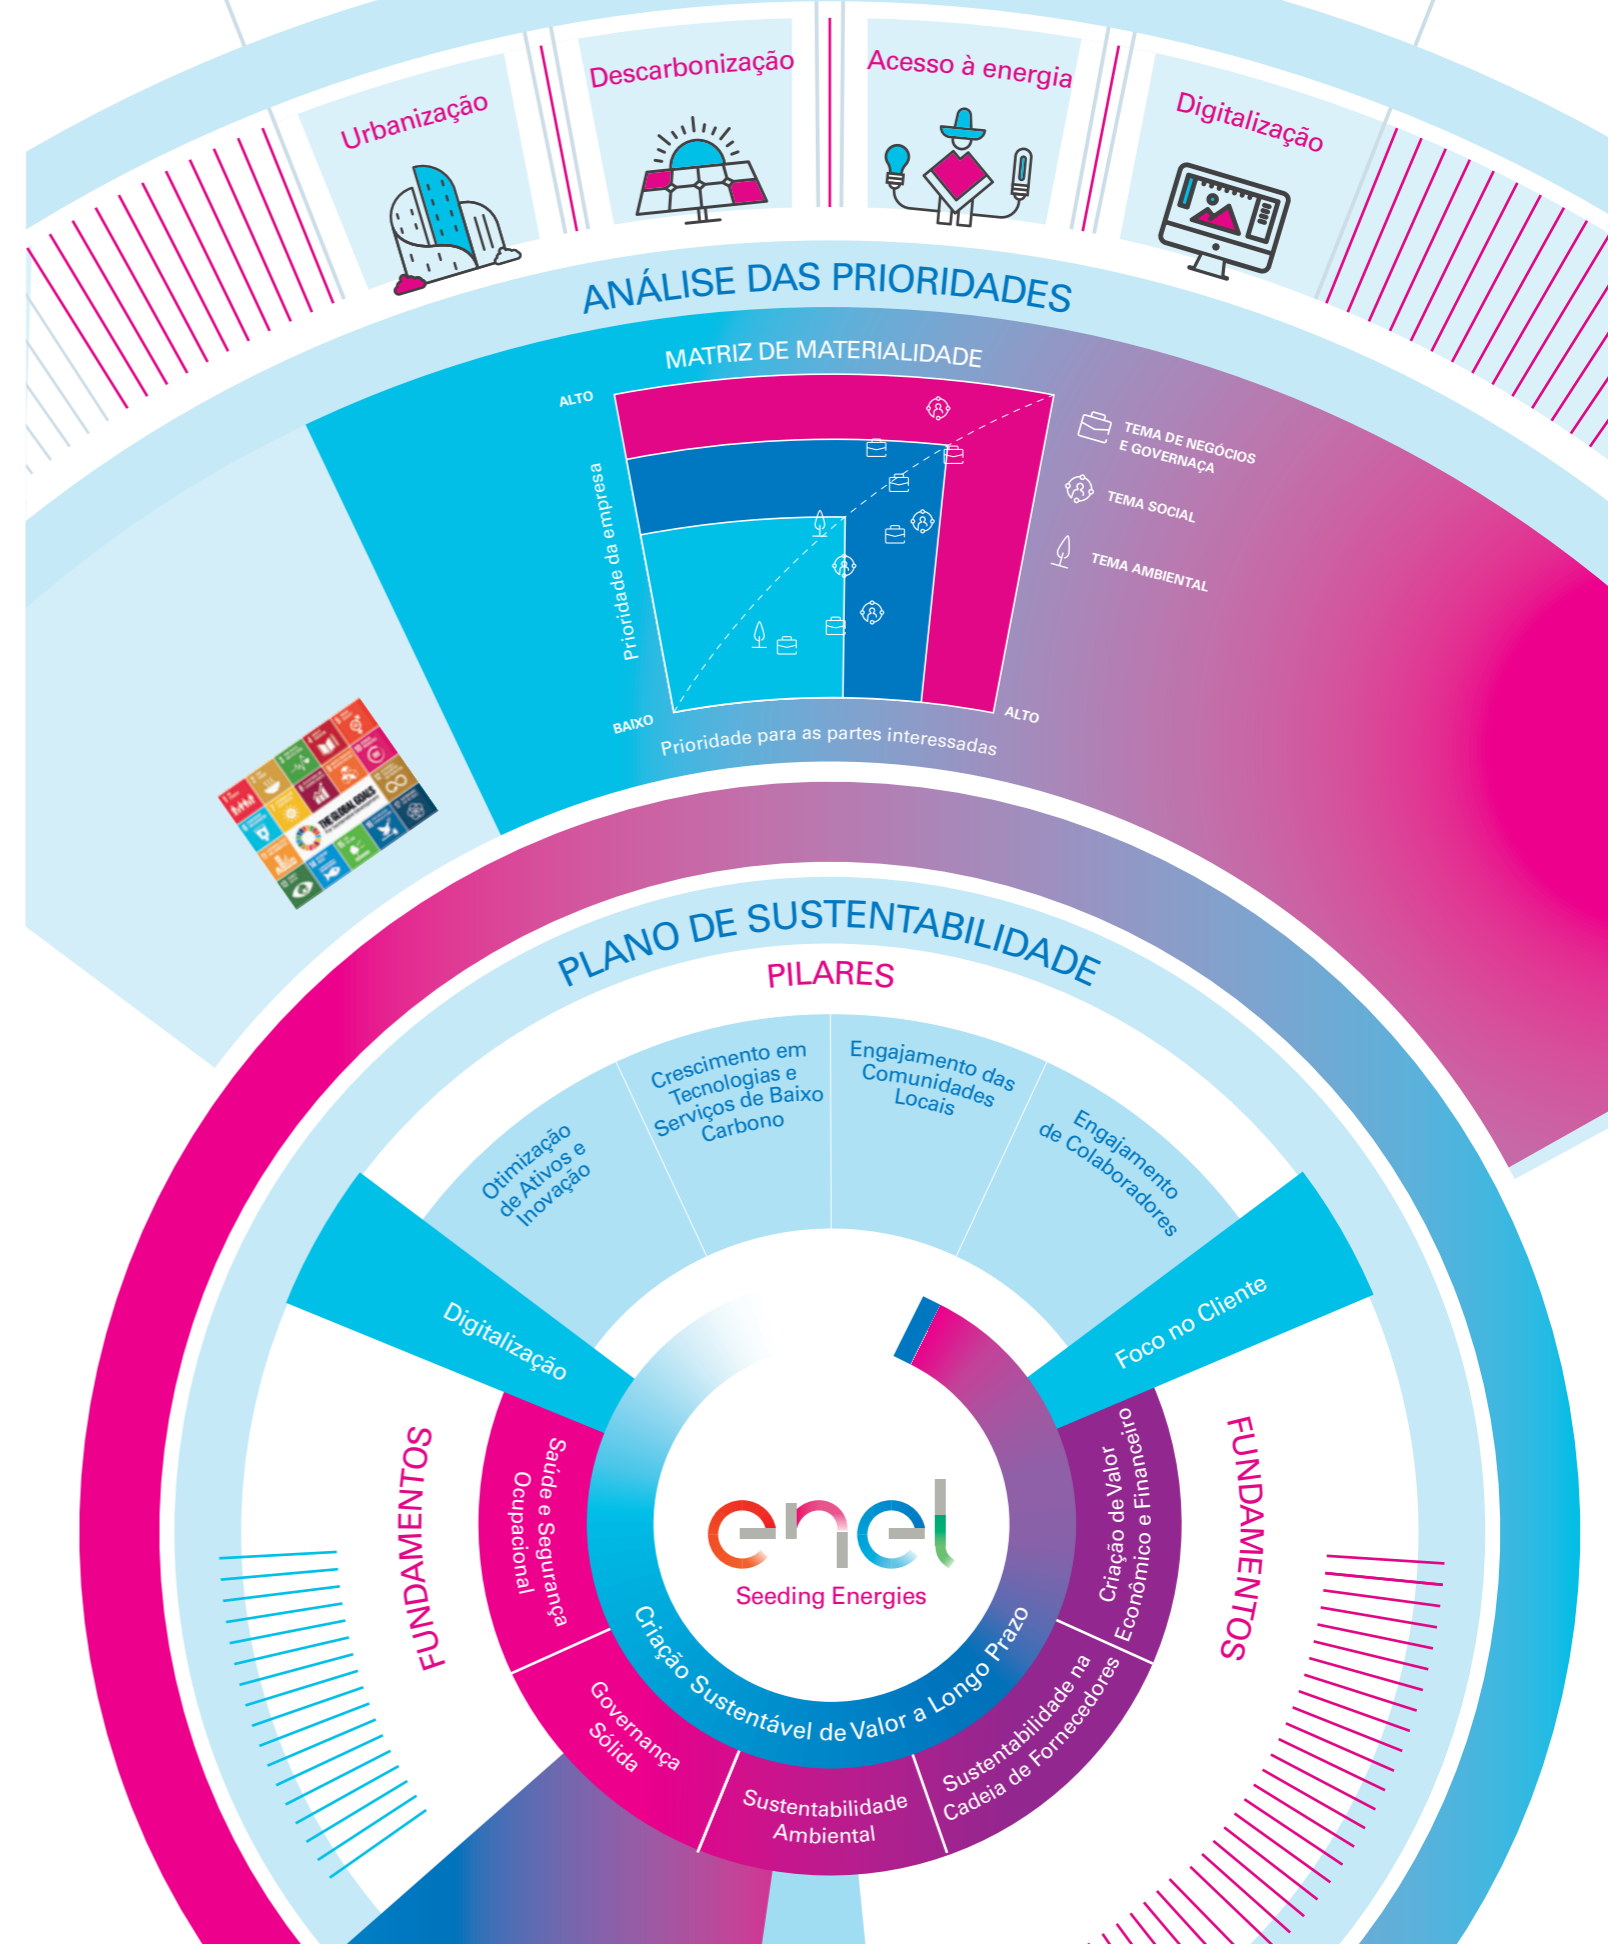 Urbanização
Descarbonização
Acesso à energia
Digitalização
ANÁLISE DAS PRIORIDADES
MATRIZ DE MATERIALIDADE
ALTO
Prioridade da empresa
BAIXO
Prioridade para as partes interessadas
ALTO
TEMA DE NEGÓCIOS
E GOVERNAÇA
TEMA SOCIAL
TEMA AMBIENTAL
THE GLOBAL GOALS
PLANO DE SUSTENTABILIDADE
PILARES
Otimização
de Ativos e
Inovação
Crescimento em
Tecnologias e
Serviços de Baixo
Carbono
Engajamento das
Comunidades
Locais
Engajamento
de Colaboradores
Digitalização
Foco no Cliente
FUNDAMENTOS
Saúde e Segurança
Ocupacional
Governança
Sólida
Sustentabilidade
Ambiental
Sustentabilidade na
Cadeia de Fornecedores
Criação de Valor
Econômico e Financeiro
FUNDAMENTOS
enel
Seeding Energies
Criação Sustentável de Valor a Longo Prazo